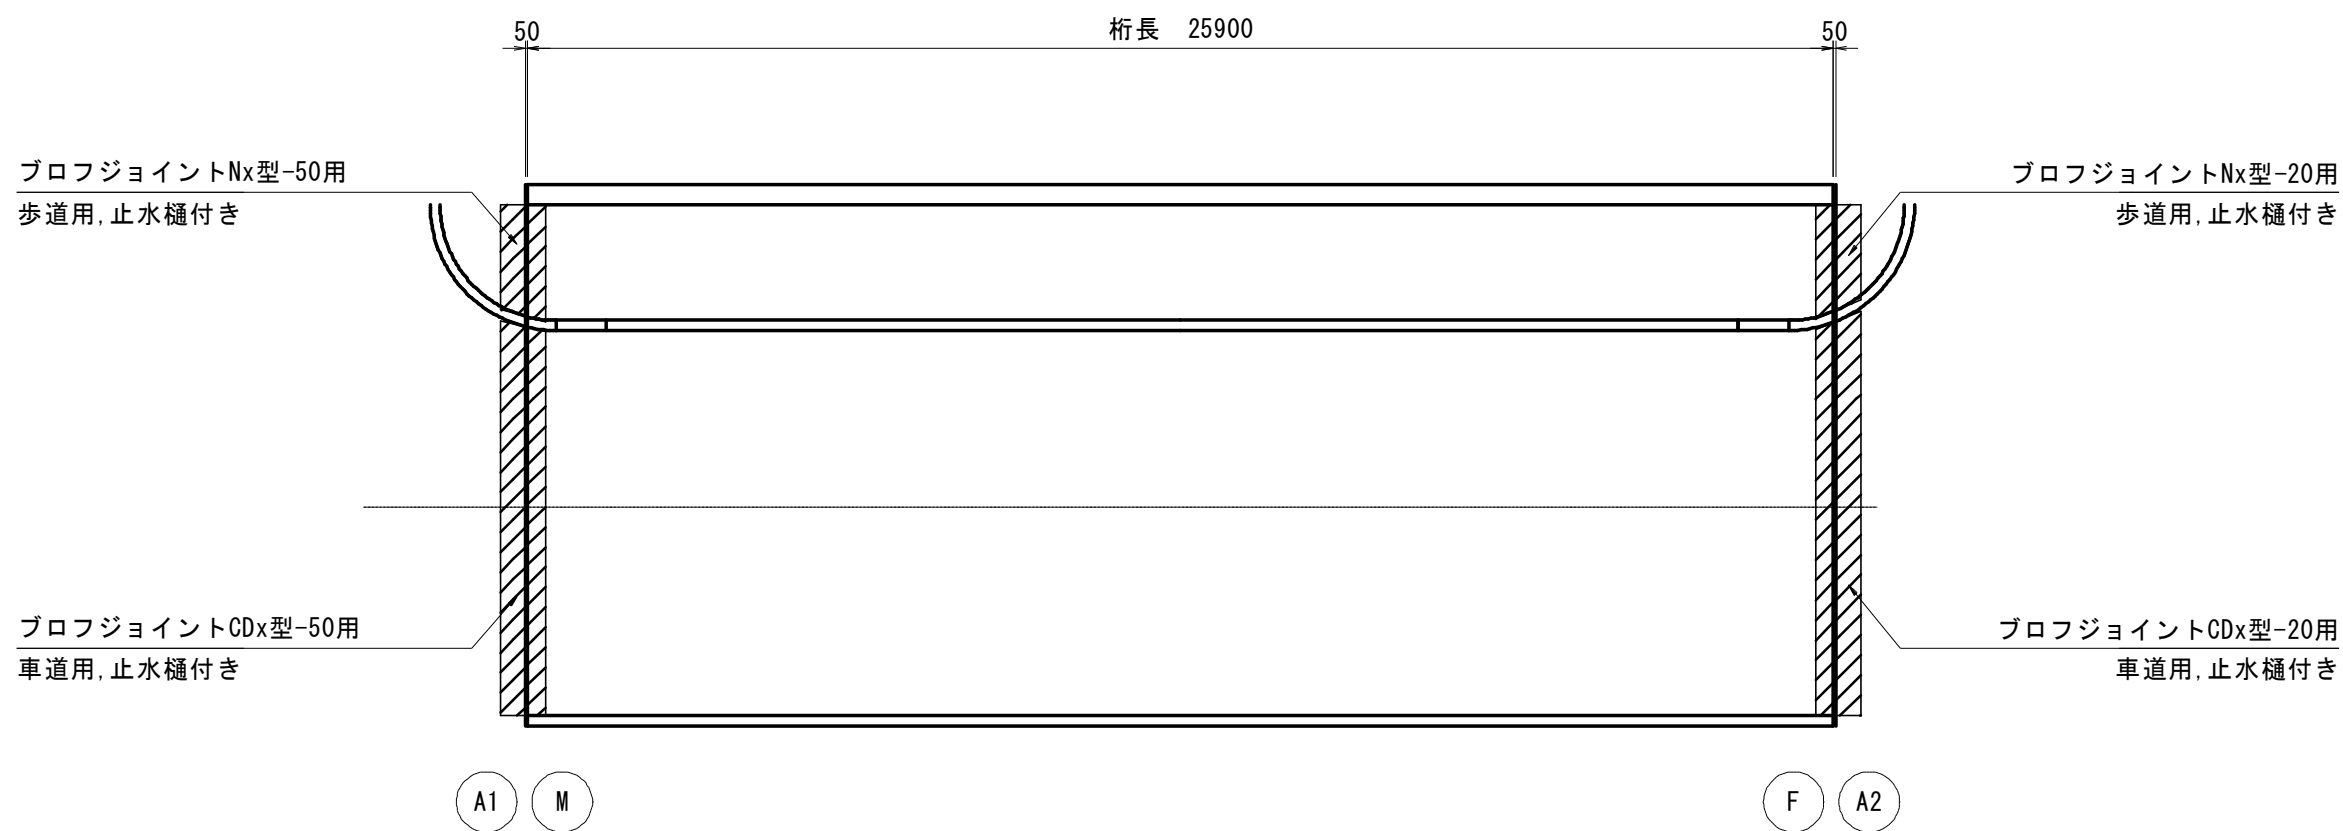 50
桁長 25900
50
ブロフジョイントNx型-50用
歩道用,止水樋付き
ブロフジョイントNx型-20用
歩道用,止水樋付き
ブロフジョイントCDx型-50用
車道用,止水樋付き
ブロフジョイントCDx型-20用
車道用,止水樋付き
A1
M
F
A2